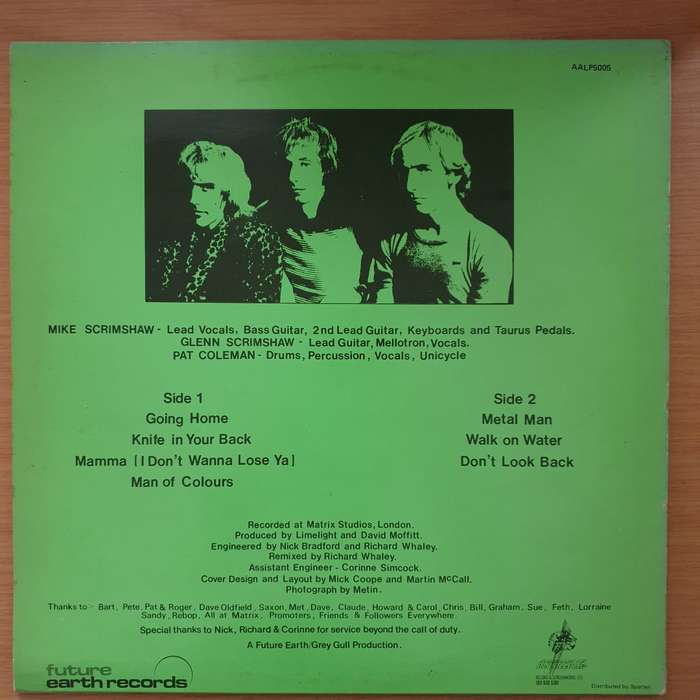 AALP5005
MIKE SCRIMSHAW - Lead Vocals, Bass Guitar, 2nd Lead Guitar, Keyboards and Taurus Pedals.
GLENN SCRIMSHAW - Lead Guitar, Mellotron, Vocals.
PAT COLEMAN - Drums, Percussion, Vocals, Unicycle
Side 1
Going Home
Knife in Your Back
Mamma [I Don't Wanna Lose Ya]
Man of Colours
Side 2
Metal Man
Walk on Water
Don't Look Back
Recorded at Matrix Studios, London.
Produced by Limelight and David Moffitt.
Engineered by Nick Bradford and Richard Whaley.
Remixed by Richard Whaley.
Assistant Engineer - Corinne Simcock.
Cover Design and Layout by Mick Coope and Martin McCall.
Photograph by Metin.
Thanks to - Bart, Pete, Pat & Roger, Dave Oldfield, Saxon, Met, Dave, Claude, Howard & Carol, Chris, Bill, Graham, Sue, Feth, Lorraine
Sandy, Rebop, All at Matrix, Promoters, Friends & Followers Everywhere.
Special thanks to Nick, Richard & Corinne for service beyond the call of duty.
A Future Earth/Grey Gull Production.
future
earth records
Distributed by Spartan